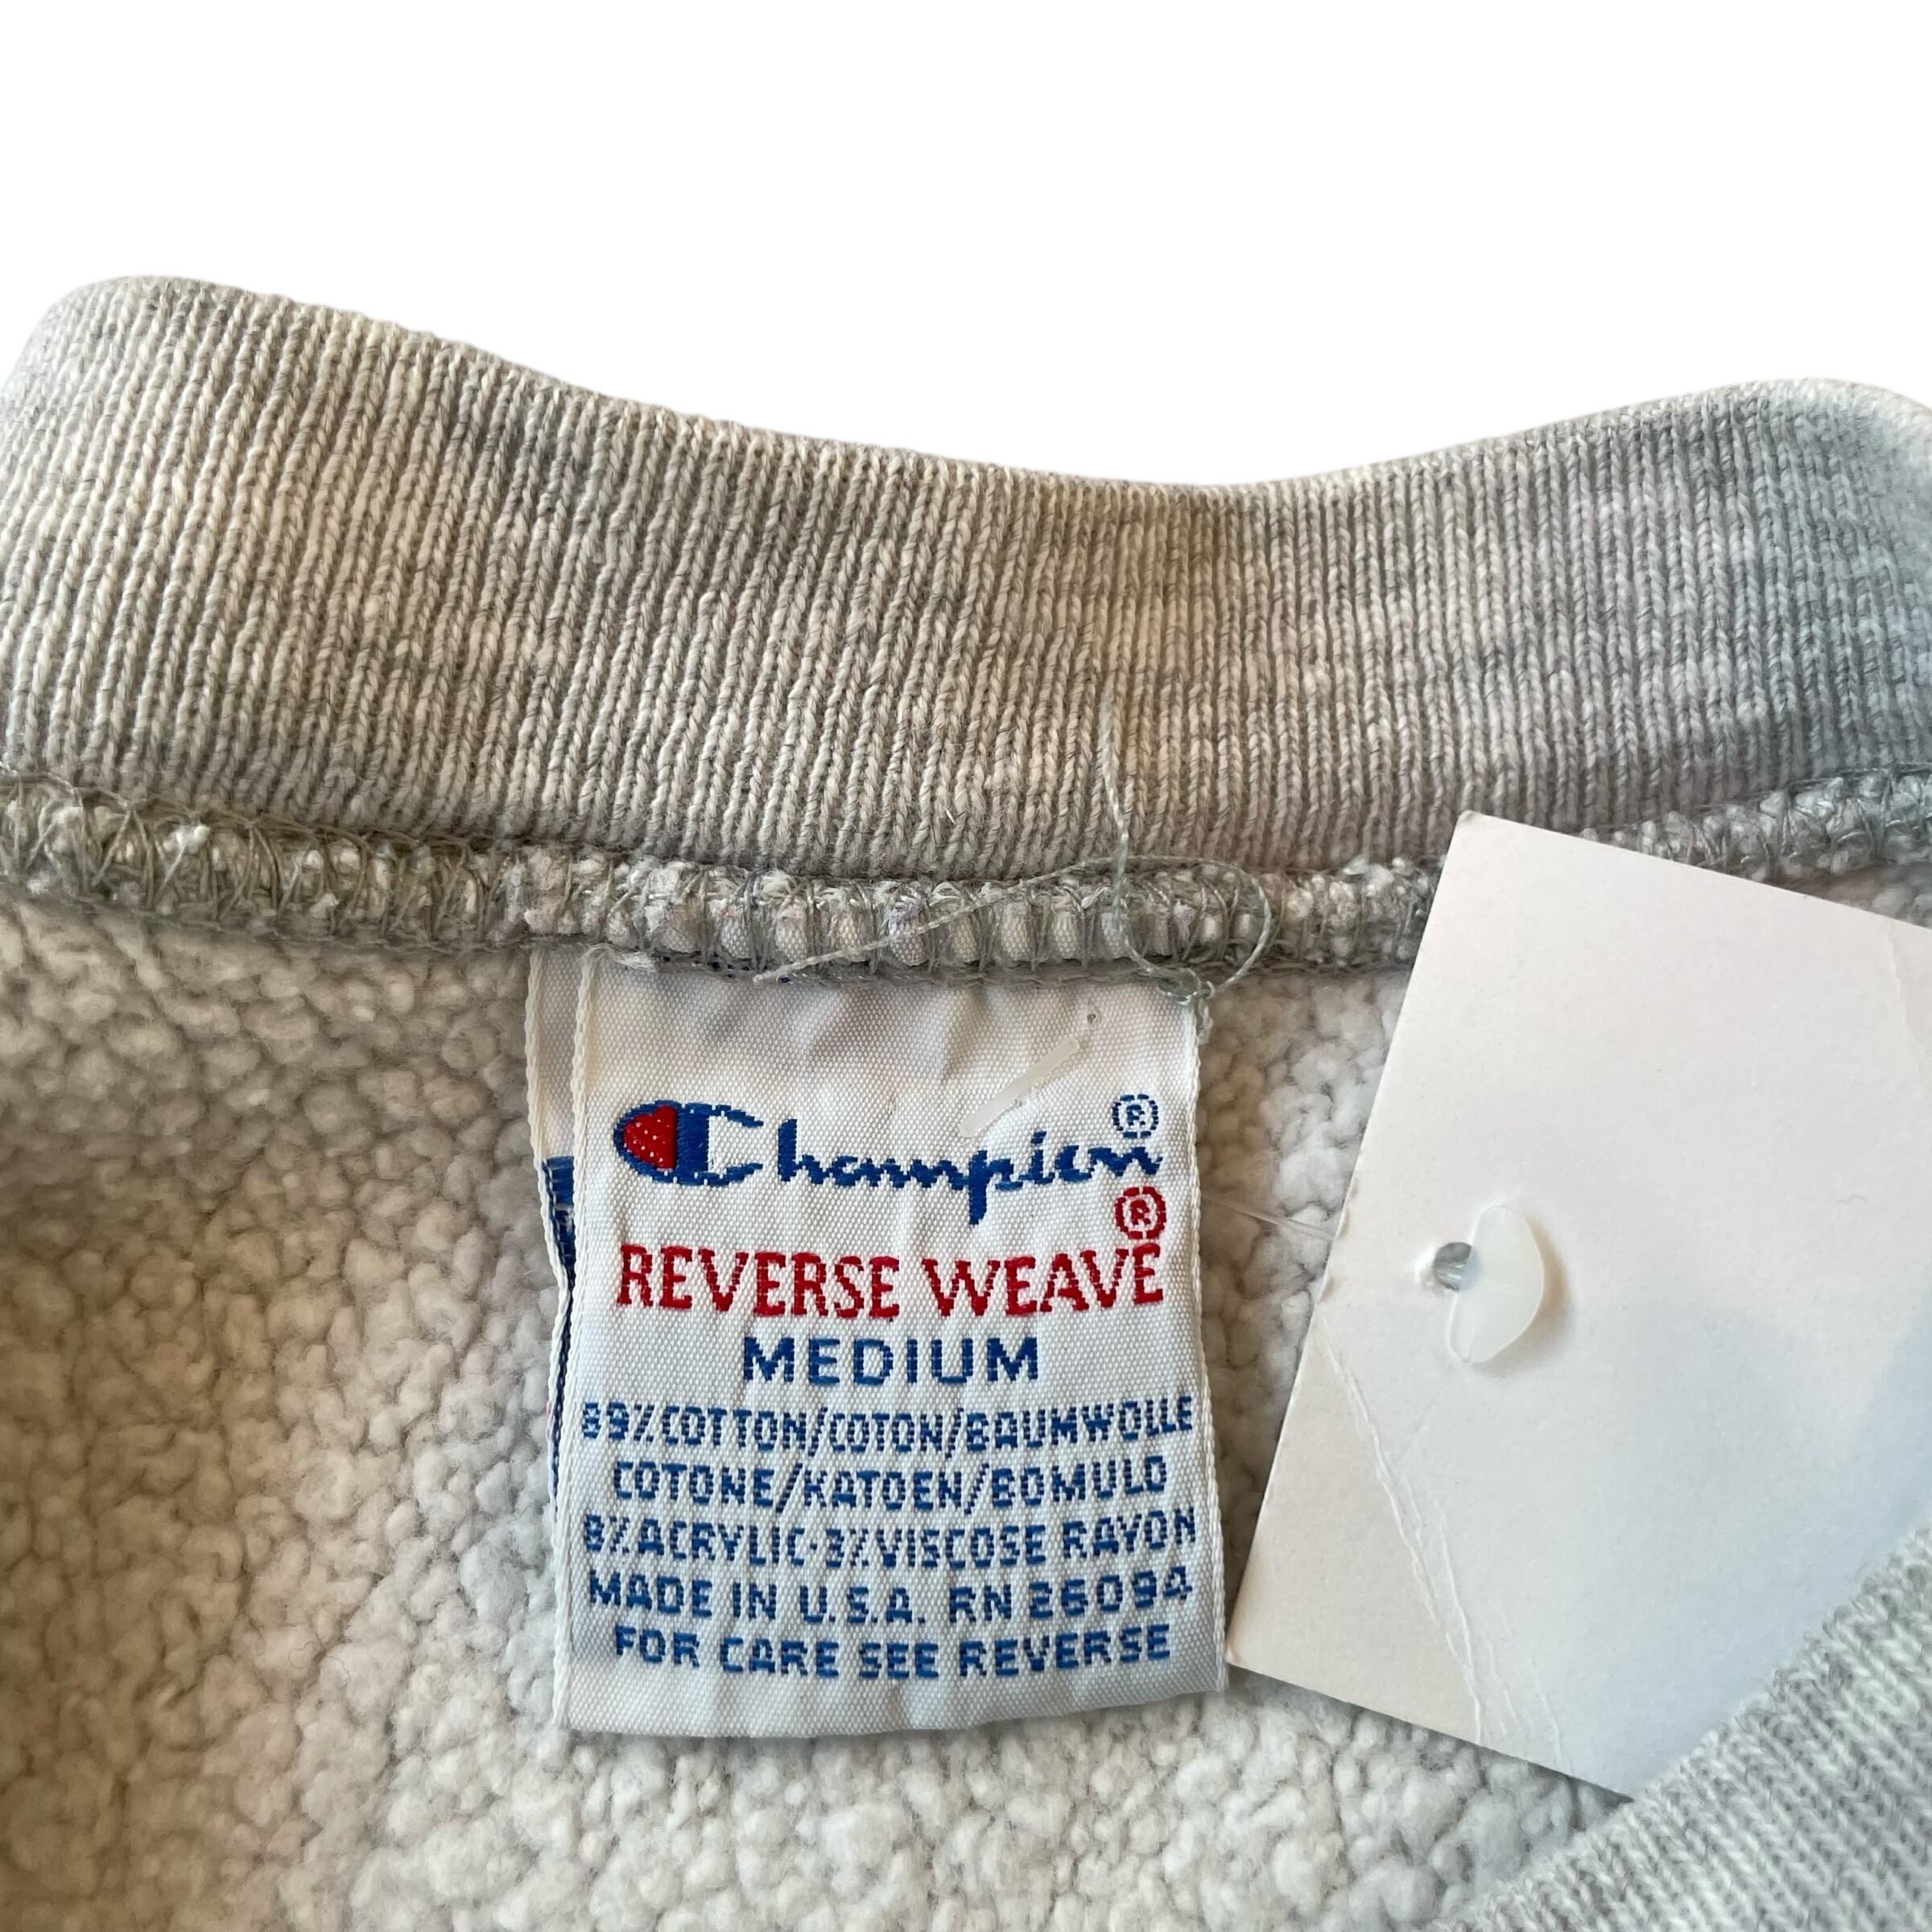 Champion®
REVERSE WEAVE®
MEDIUM
89%COTTON/COTON/BAUMWOLLE
COTONE/KATOEN/BOMULD
8%ACRYLIC·3%VISCOSE RAYON
MADE IN U.S.A. RN 26094
FOR CARE SEE REVERSE